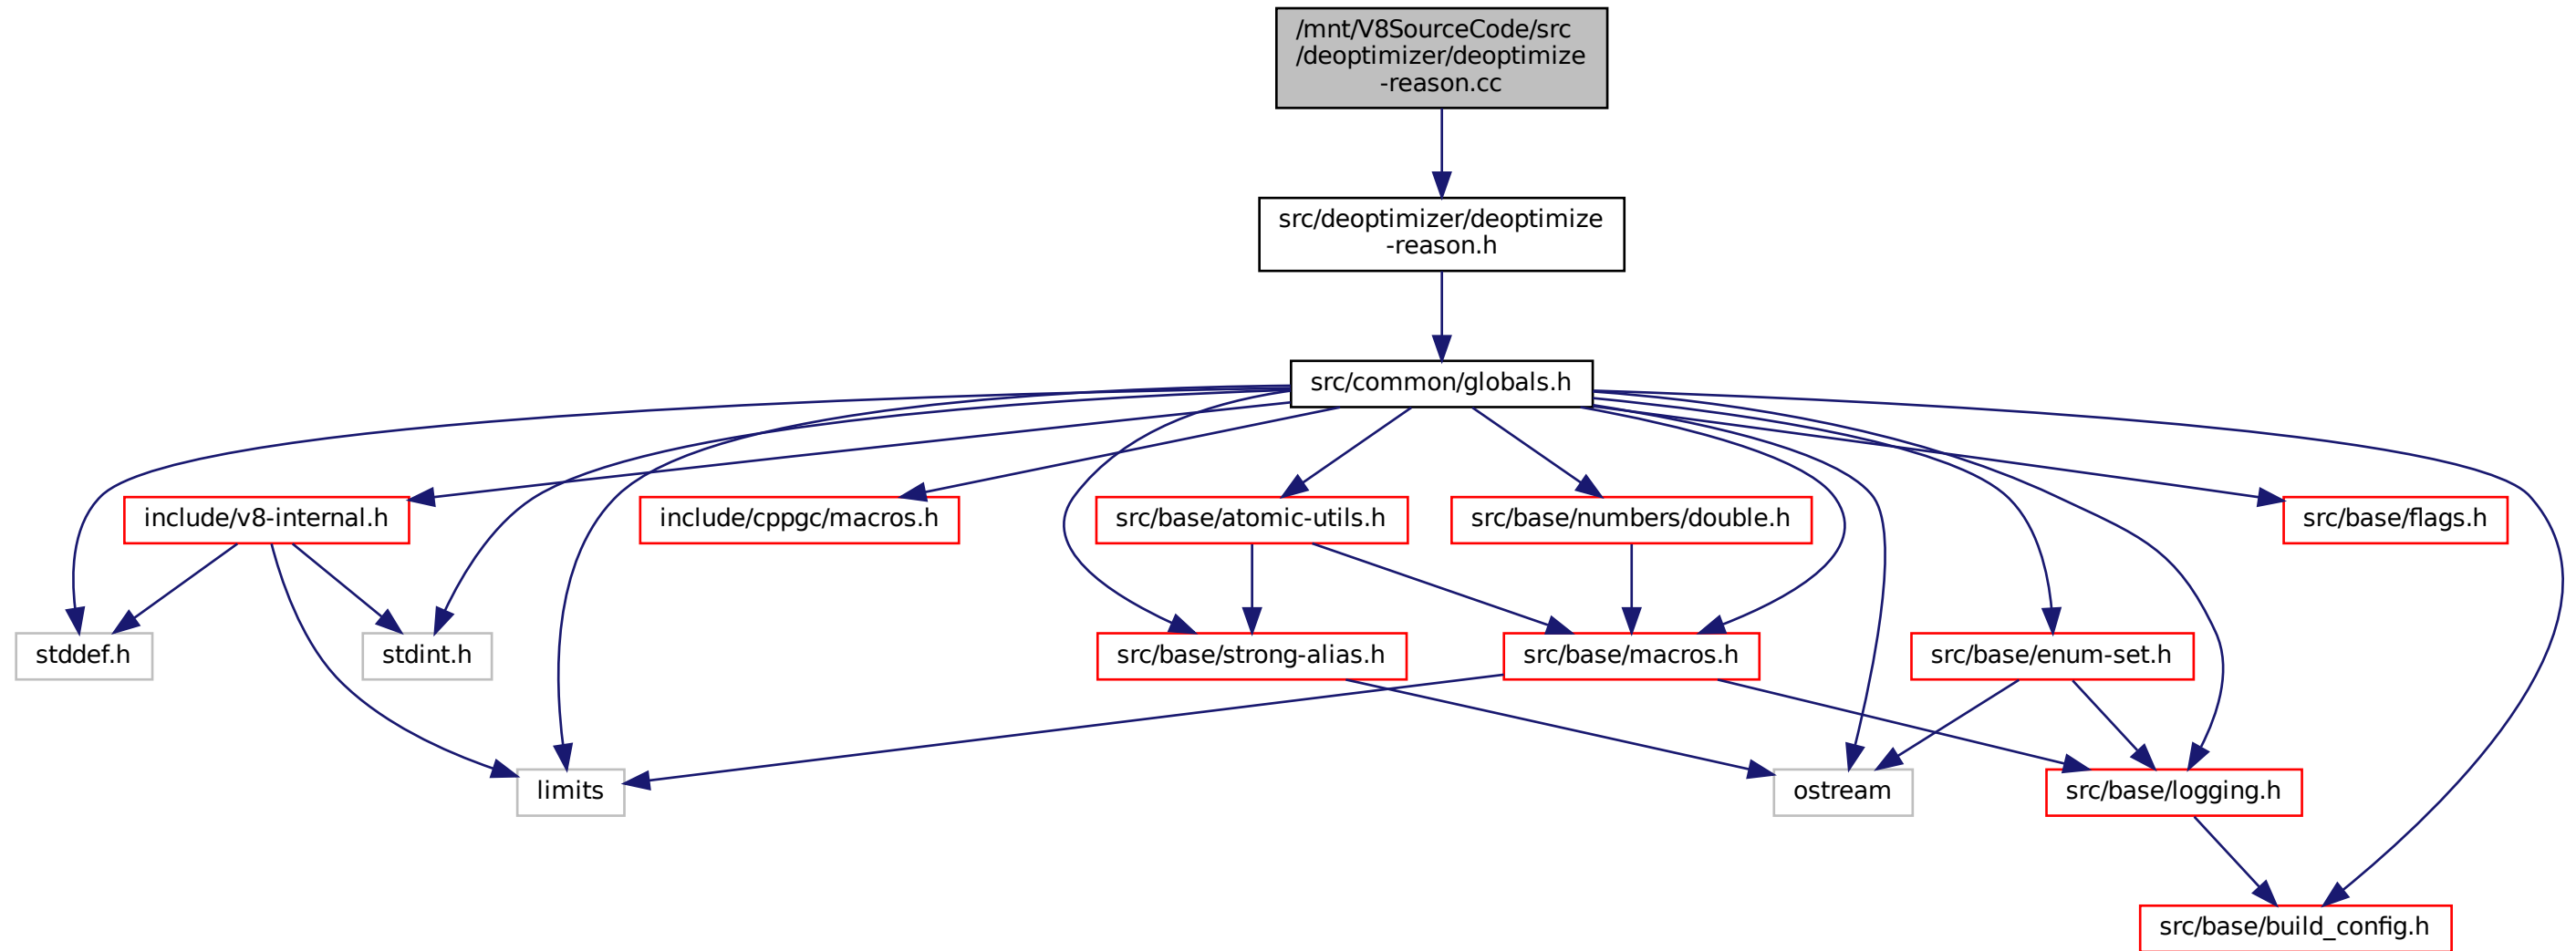 /mnt/V8SourceCode/src
/deoptimizer/deoptimize
-reason.cc
src/deoptimizer/deoptimize
-reason.h
src/common/globals.h
include/v8-internal.h
include/cppgc/macros.h
src/base/atomic-utils.h
src/base/numbers/double.h
src/base/flags.h
stddef.h
stdint.h
src/base/strong-alias.h
src/base/macros.h
src/base/enum-set.h
limits
ostream
src/base/logging.h
src/base/build_config.h